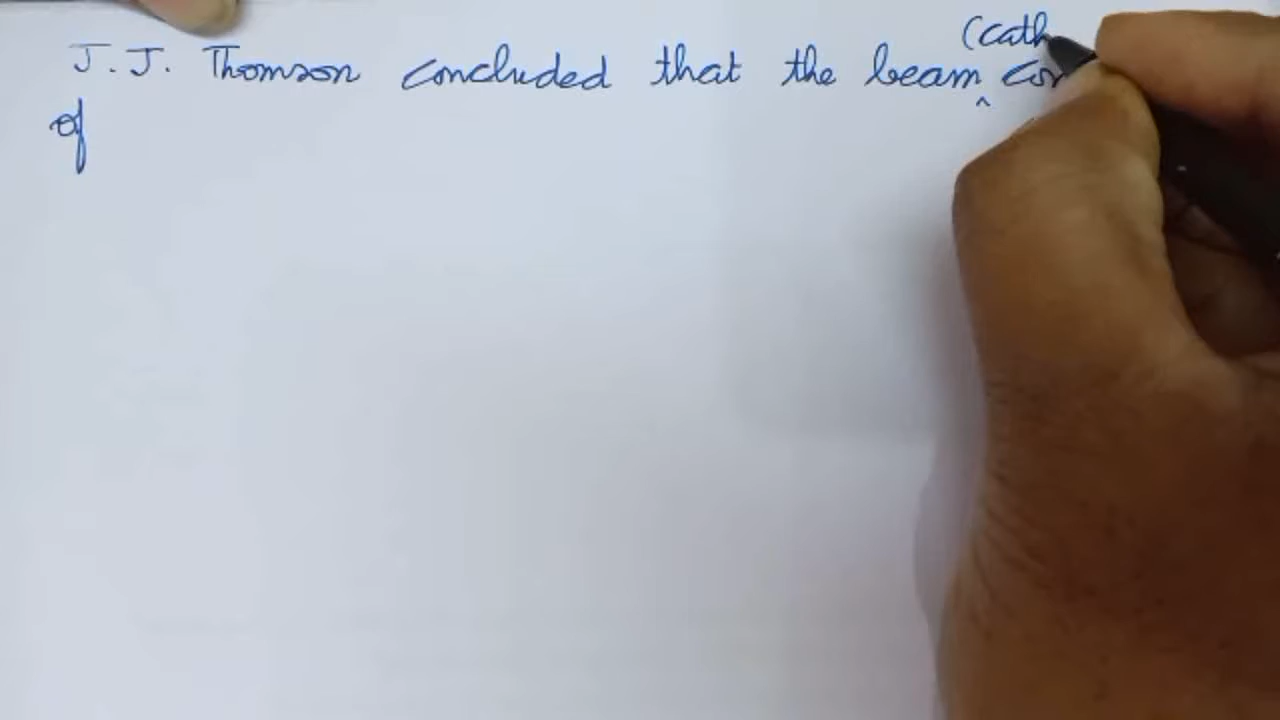 (cath
J.J. Thomson concluded that the beam ^
of